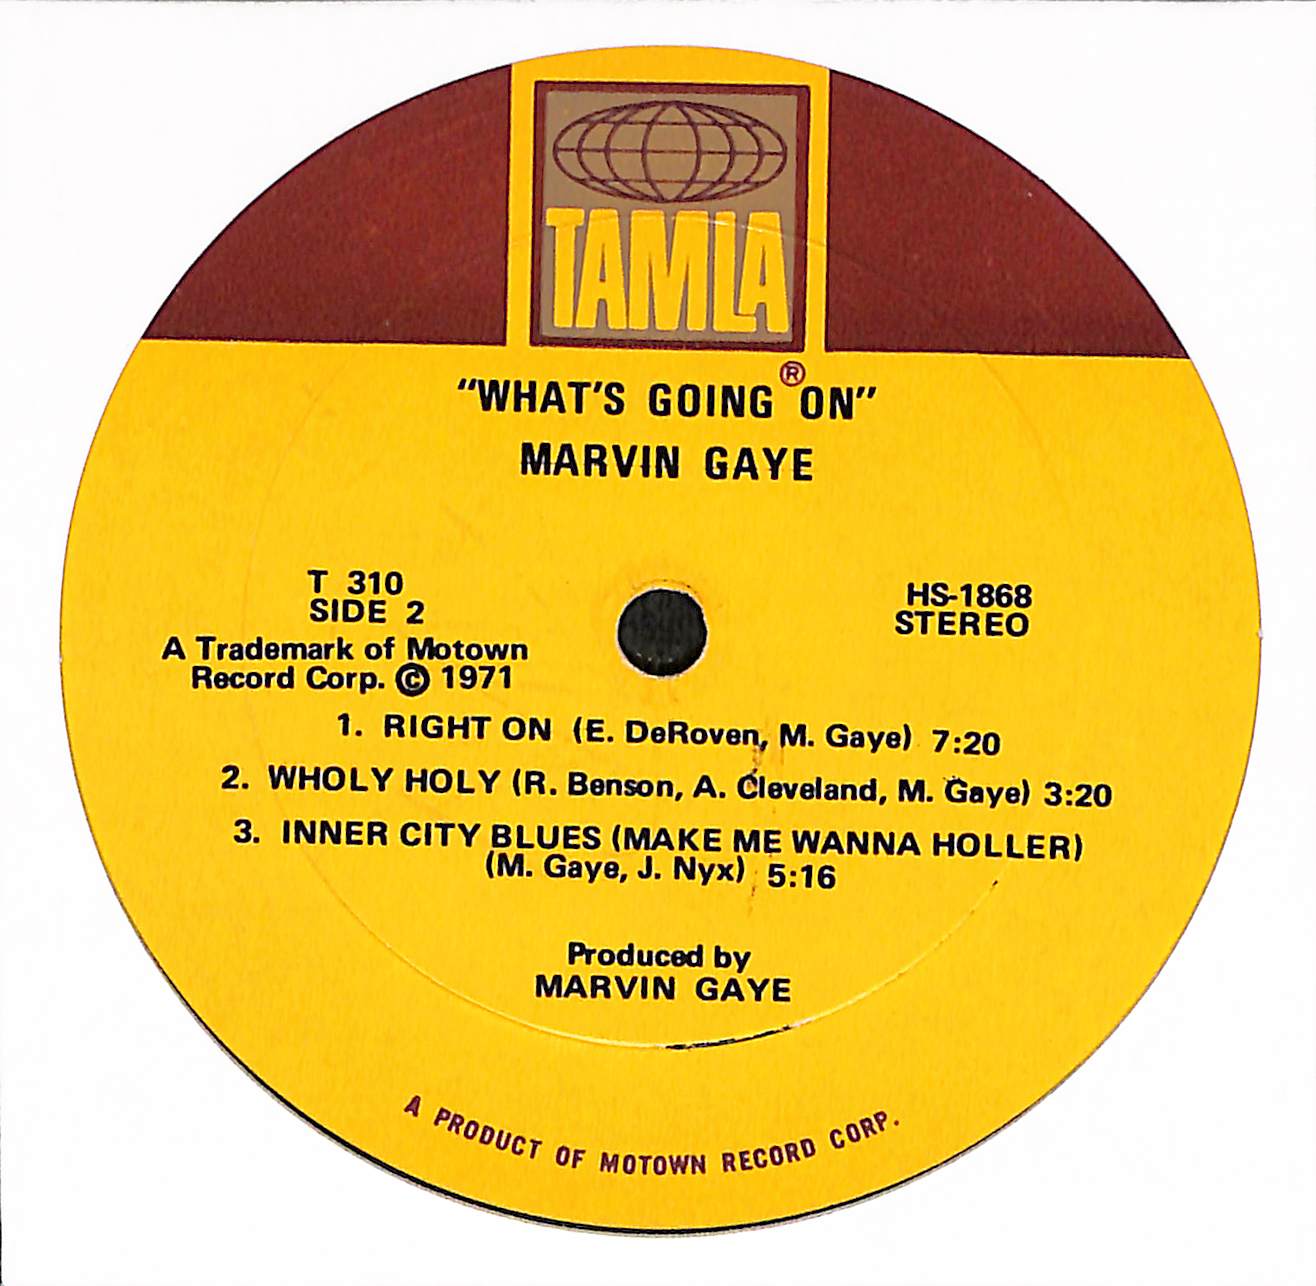 TAMLA
®
"WHAT'S GOING ON"
MARVIN GAYE
T 310
SIDE 2
A Trademark of Motown
Record Corp. © 1971
HS-1868
STEREO
1. RIGHT ON (E. DeRoven, M. Gaye) 7:20
2. WHOLY HOLY (R. Benson, A. Cleveland, M. Gaye) 3:20
3. INNER CITY BLUES (MAKE ME WANNA HOLLER)
(M. Gaye, J. Nyx) 5:16
Produced by
MARVIN GAYE
A PRODUCT OF MOTOWN RECORD CORP.